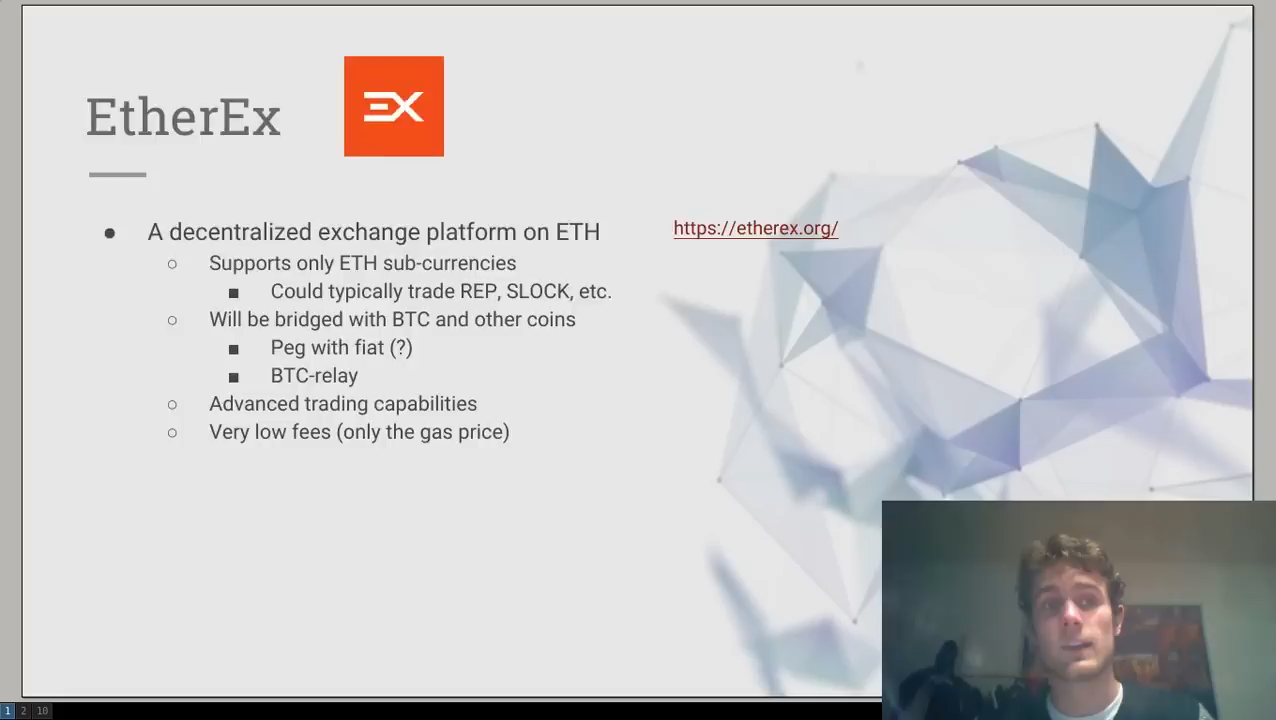 EtherEx
EX
● A decentralized exchange platform on ETH
https://etherex.org/
○ Supports only ETH sub-currencies
■ Could typically trade REP, SLOCK, etc.
○ Will be bridged with BTC and other coins
■ Peg with fiat (?)
■ BTC-relay
○ Advanced trading capabilities
○ Very low fees (only the gas price)
1 2 10